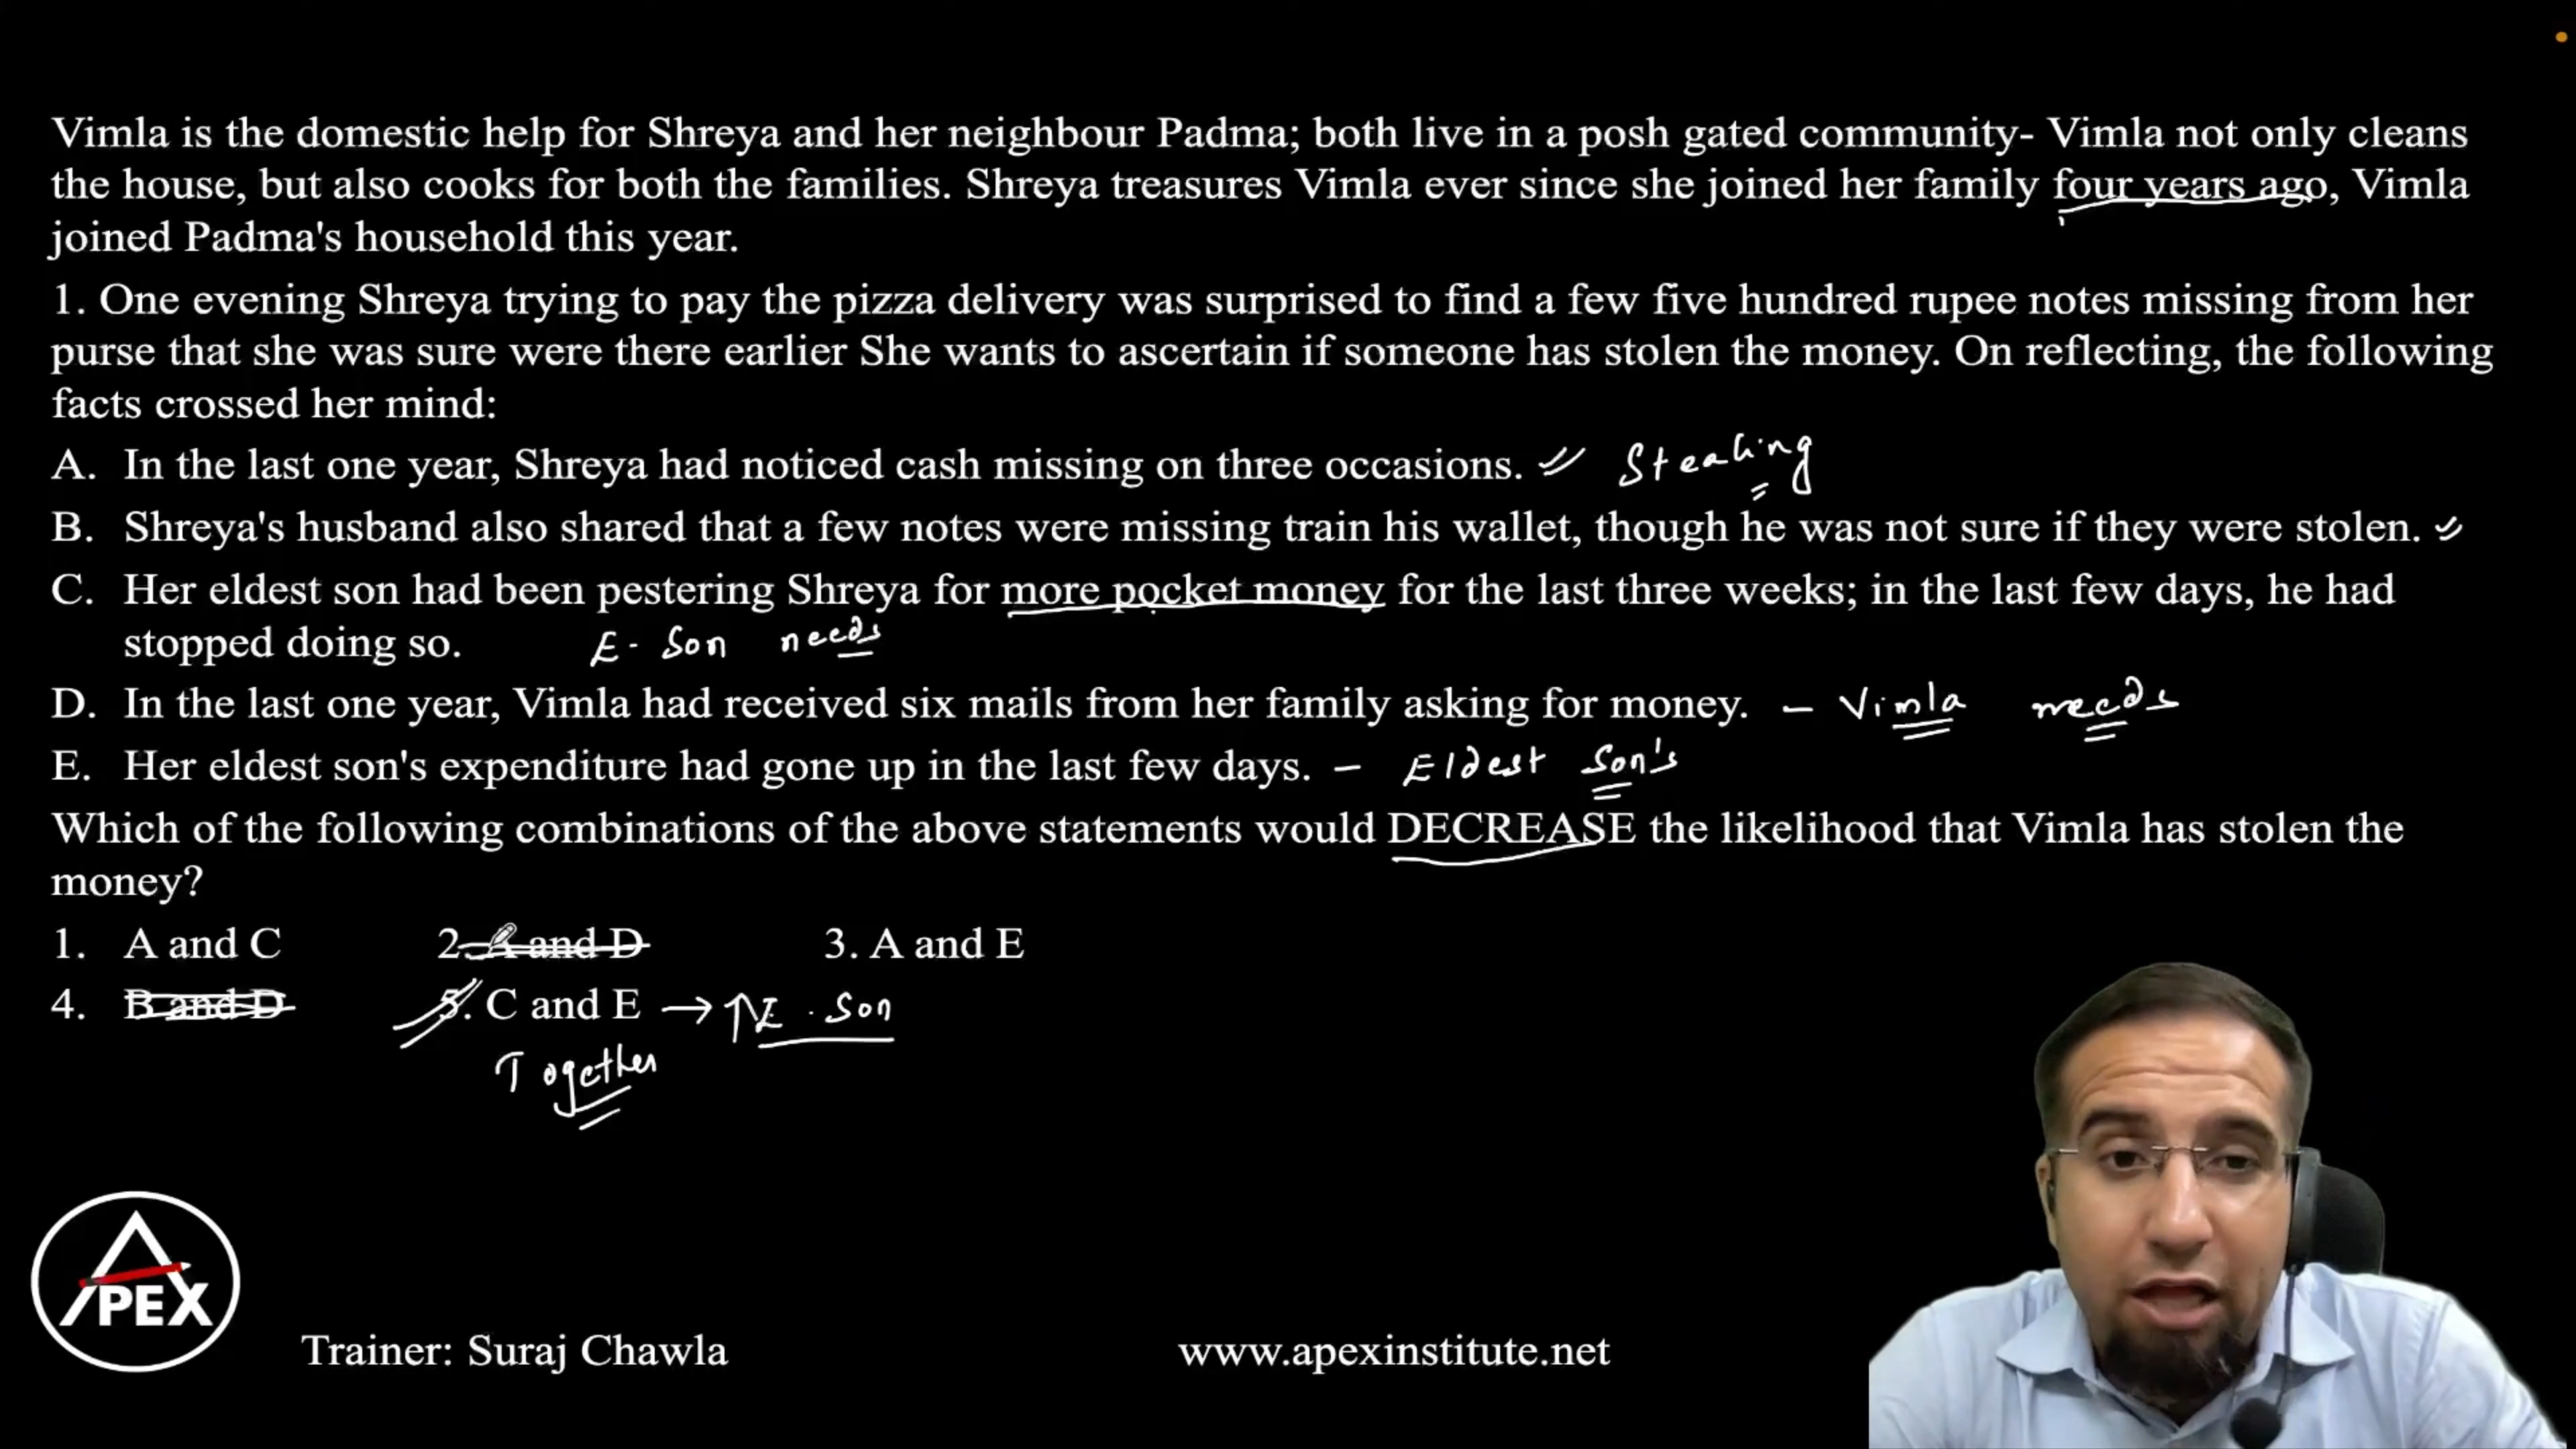 Vimla is the domestic help for Shreya and her neighbour Padma; both live in a posh gated community- Vimla not only cleans
the house, but also cooks for both the families. Shreya treasures Vimla ever since she joined her family four years ago, Vimla
joined Padma's household this year.
1. One evening Shreya trying to pay the pizza delivery was surprised to find a few five hundred rupee notes missing from her
purse that she was sure were there earlier She wants to ascertain if someone has stolen the money. On reflecting, the following
facts crossed her mind:
A. In the last one year, Shreya had noticed cash missing on three occasions. Stealing
B. Shreya's husband also shared that a few notes were missing train his wallet, though he was not sure if they were stolen.
C. Her eldest son had been pestering Shreya for more pocket money for the last three weeks; in the last few days, he had
stopped doing so. E. Son needs
D. In the last one year, Vimla had received six mails from her family asking for money. - Vimla needs
E. Her eldest son's expenditure had gone up in the last few days. - Eldest Son's
Which of the following combinations of the above statements would DECREASE the likelihood that Vimla has stolen the
money?
1. A and C 2. A and D 3. A and E
4. B and D 5. C and E → ↑ E. Son
Together
APEX
Trainer: Suraj Chawla www.apexinstitute.net